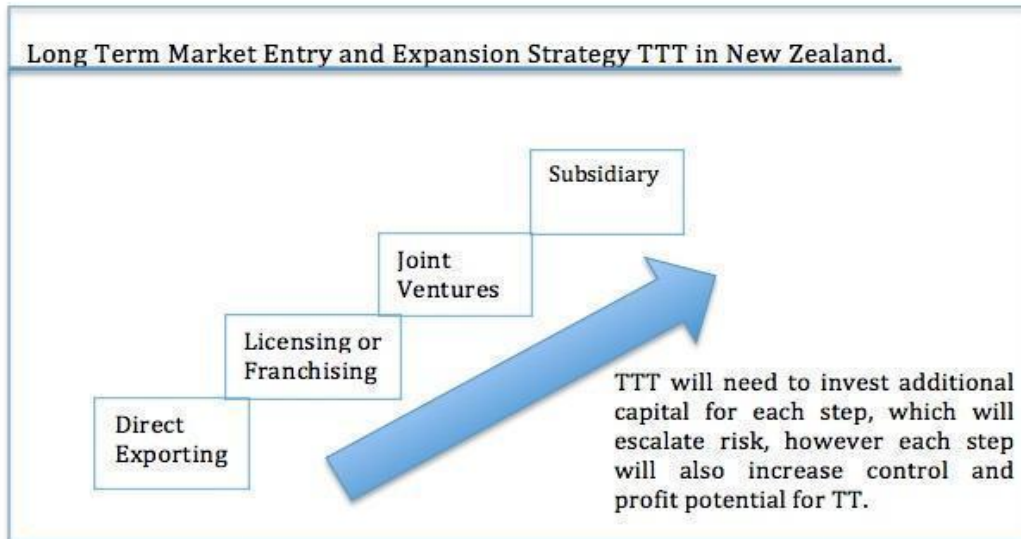 Long Term Market Entry and Expansion Strategy TTT in New Zealand.
Subsidiary
Joint
Ventures
Licensing or
Franchising
Direct
Exporting
TTT will need to invest additional
capital for each step, which will
escalate risk, however each step
will also increase control and
profit potential for TT.